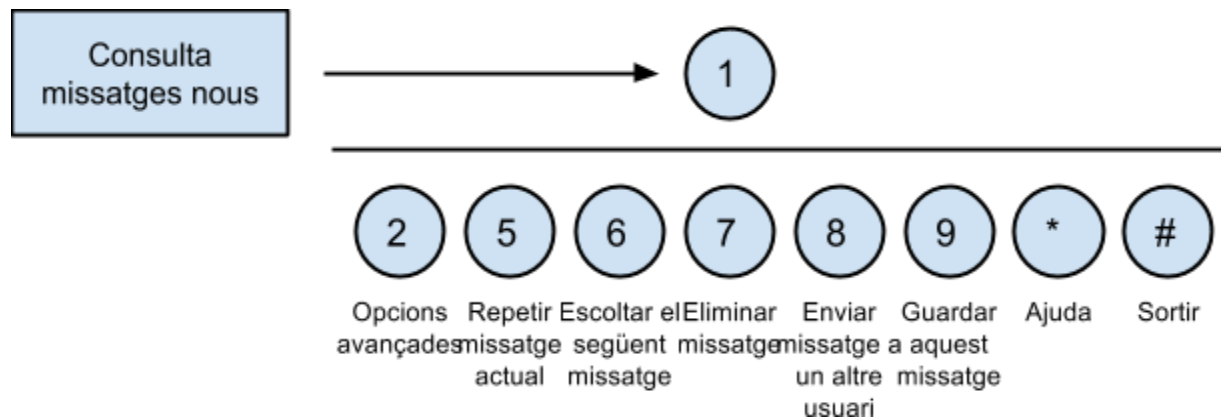 Consulta
missatges nous
1
2
5
6
7
8
9
*
#
Opcions
avançades
Repetir
missatge
actual
Escoltar el
següent
missatge
Eliminar
missatge
Enviar
missatge a
un altre
usuari
Guardar
aquest
missatge
Ajuda
Sortir